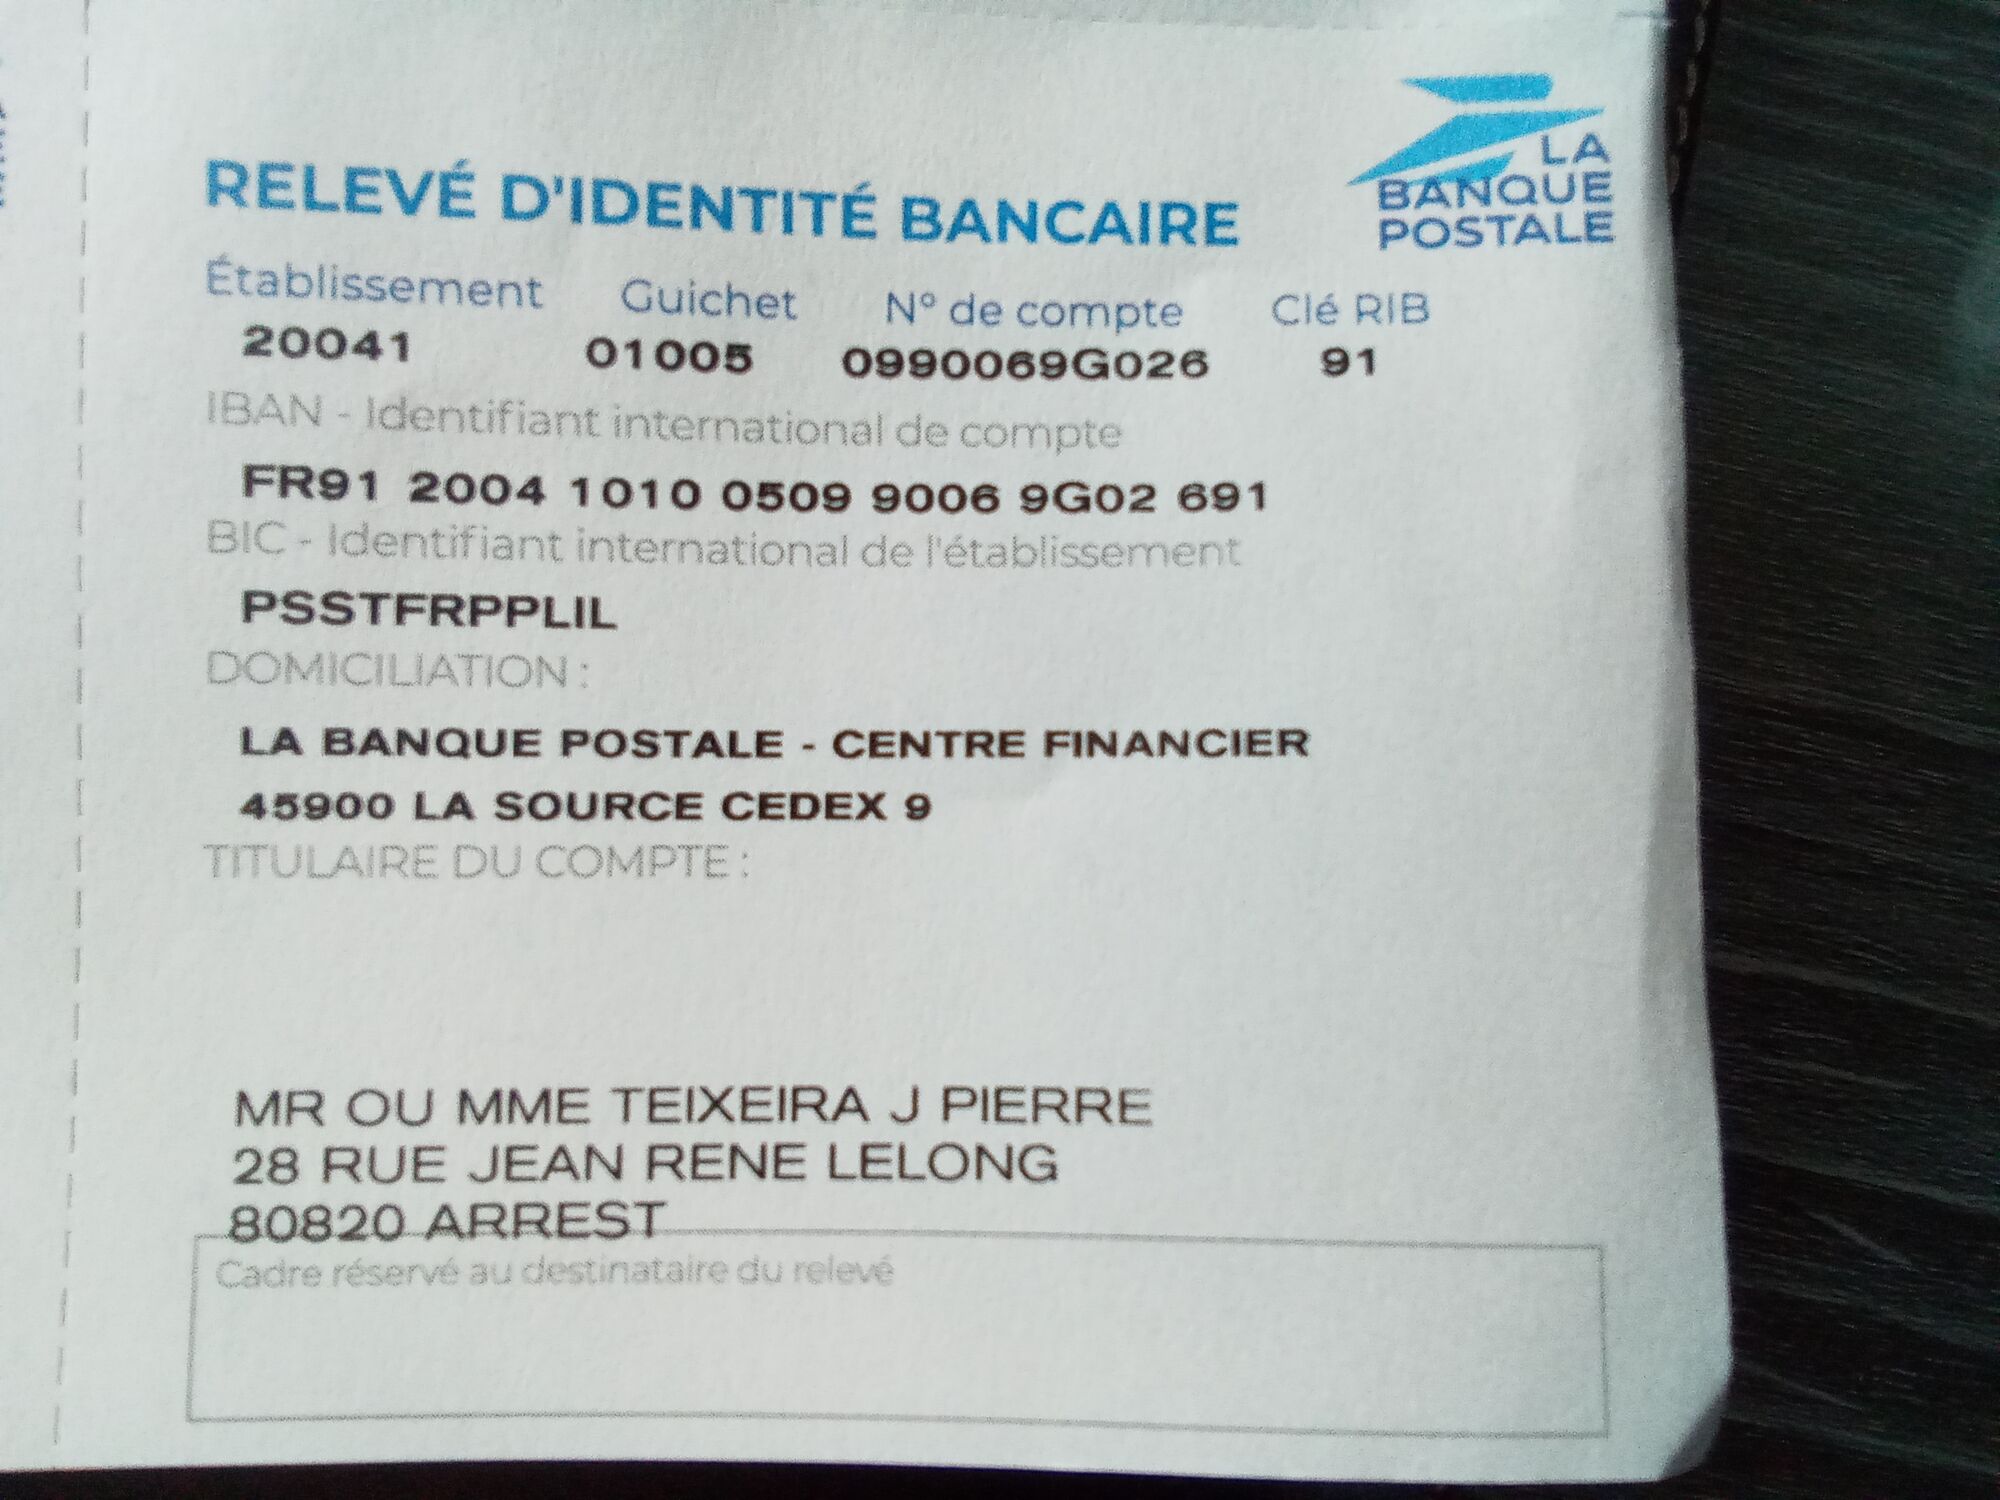 LA
BANQUE
POSTALE
RELEVÉ D'IDENTITÉ BANCAIRE
Établissement Guichet N° de compte Clé RIB
20041 01005 0990069G026 91
IBAN - Identifiant international de compte
FR91 2004 1010 0509 9006 9G02 691
BIC - Identifiant international de l'établissement
PSSTFRPPLIL
DOMICILIATION :
LA BANQUE POSTALE - CENTRE FINANCIER
45900 LA SOURCE CEDEX 9
TITULAIRE DU COMPTE :
MR OU MME TEIXEIRA J PIERRE
28 RUE JEAN RENE LELONG
80820 ARREST
Cadre réservé au destinataire du relevé